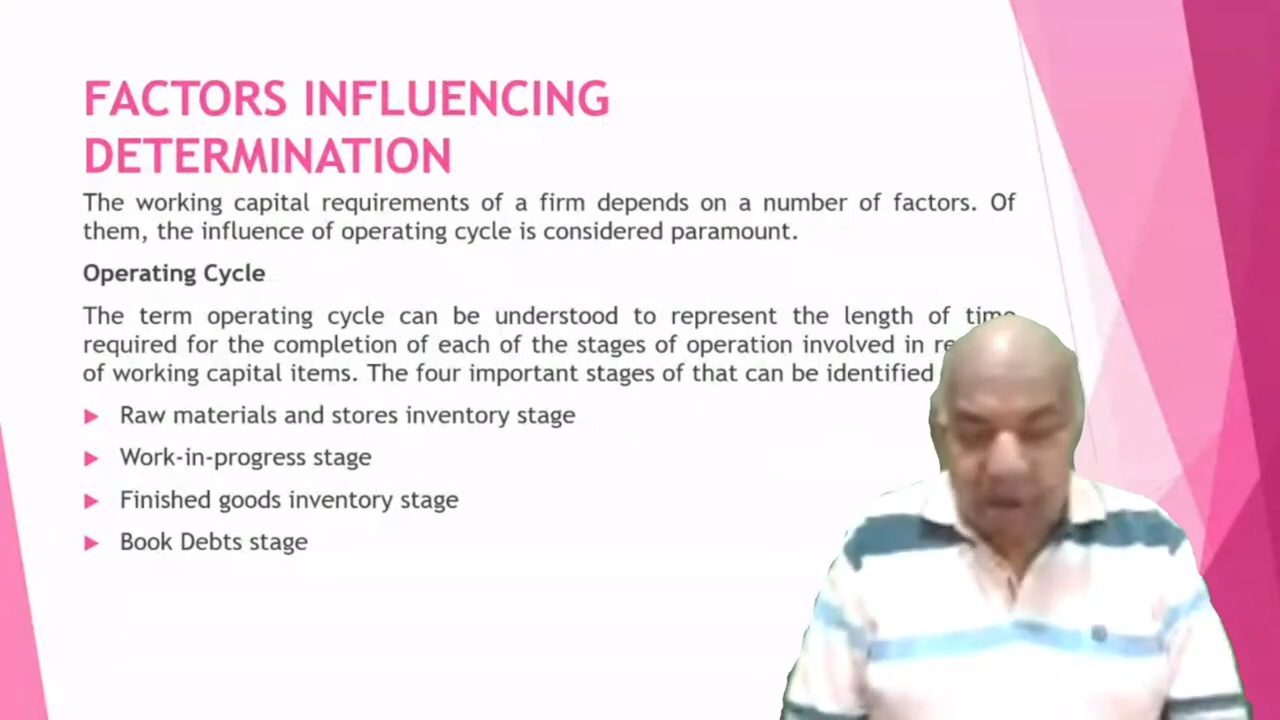 FACTORS INFLUENCING
DETERMINATION
The working capital requirements of a firm depends on a number of factors. Of
them, the influence of operating cycle is considered paramount.
Operating Cycle
The term operating cycle can be understood to represent the length of time
required for the completion of each of the stages of operation involved in
of working capital items. The four important stages of that can be identified
Raw materials and stores inventory stage
Work-in-progress stage
Finished goods inventory stage
Book Debts stage